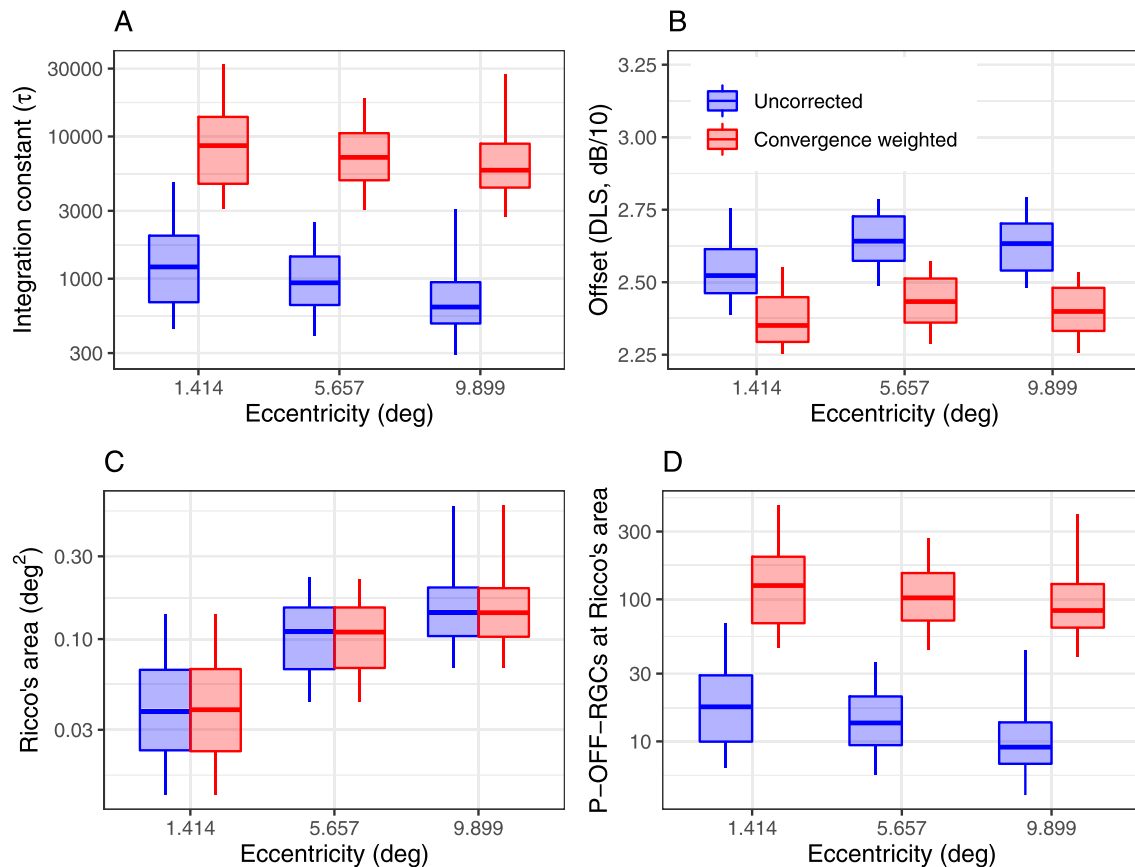 A
Integration constant (τ)
30000
10000
3000
1000
300
1.414
5.657
9.899
Eccentricity (deg)
B
Offset (DLS, dB/10)
3.25
3.00
2.75
2.50
2.25
Uncorrected
Convergence weighted
1.414
5.657
9.899
Eccentricity (deg)
C
Ricco's area (deg²)
0.30
0.10
0.03
1.414
5.657
9.899
Eccentricity (deg)
D
P−OFF−RGCs at Ricco's area
300
100
30
10
1.414
5.657
9.899
Eccentricity (deg)